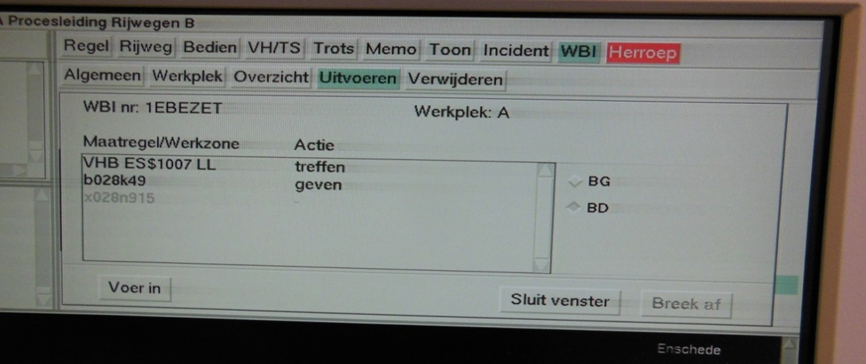 A Procesleiding Rijwegen B
Regel Rijweg Bedien VH/TS Trots Memo Toon Incident WBI Herroep
Algemeen Werkplek Overzicht Uitvoeren Verwijderen
WBI nr: 1EBEZET Werkplek: A
Maatregel/Werkzone Actie
VHB ES$1007 LL treffen
b028k49 geven
x028n915 -
BG
BD
Voer in Sluit venster Breek af
Enschede